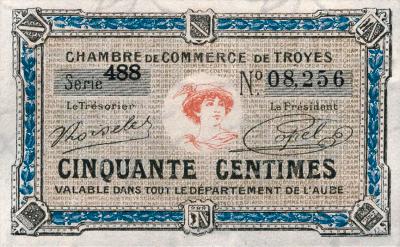 CHAMBRE DE COMMERCE DE TROYES
Serie 488 No. 08,256
Le Trésorier Le Président
CINQUANTE CENTIMES
VALABLE DANS TOUT LE DÉPARTEMENT DE L'AUBE